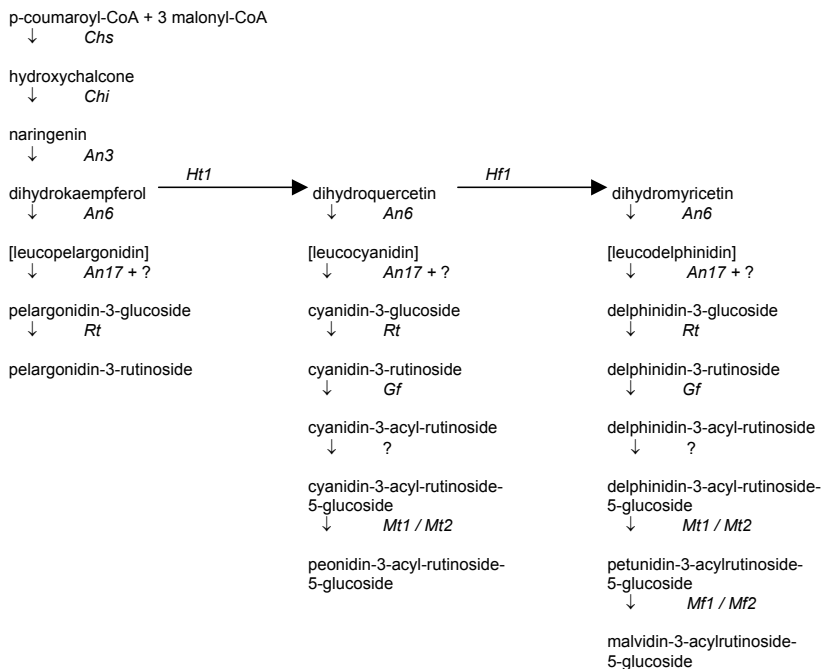 p-coumaroyl-CoA + 3 malonyl-CoA
↓ Chs
hydroxychalcone
↓ Chi
naringenin
↓ An3
Ht1
Hf1
dihydrokaempferol dihydroquercetin dihydromyricetin
↓ An6 ↓ An6 ↓ An6
[leucopelargonidin] [leucocyanidin] [leucodelphinidin]
↓ An17 + ? ↓ An17 + ? ↓ An17 + ?
pelargonidin-3-glucoside cyanidin-3-glucoside delphinidin-3-glucoside
↓ Rt ↓ Rt ↓ Rt
pelargonidin-3-rutinoside cyanidin-3-rutinoside delphinidin-3-rutinoside
↓ Gf ↓ Gf
cyanidin-3-acyl-rutinoside delphinidin-3-acyl-rutinoside
↓ ? ↓ ?
cyanidin-3-acyl-rutinoside- delphinidin-3-acyl-rutinoside-
5-glucoside 5-glucoside
↓ Mt1 / Mt2 ↓ Mt1 / Mt2
peonidin-3-acyl-rutinoside- petunidin-3-acylrutinoside-
5-glucoside 5-glucoside
↓ Mf1 / Mf2
malvidin-3-acylrutinoside-
5-glucoside